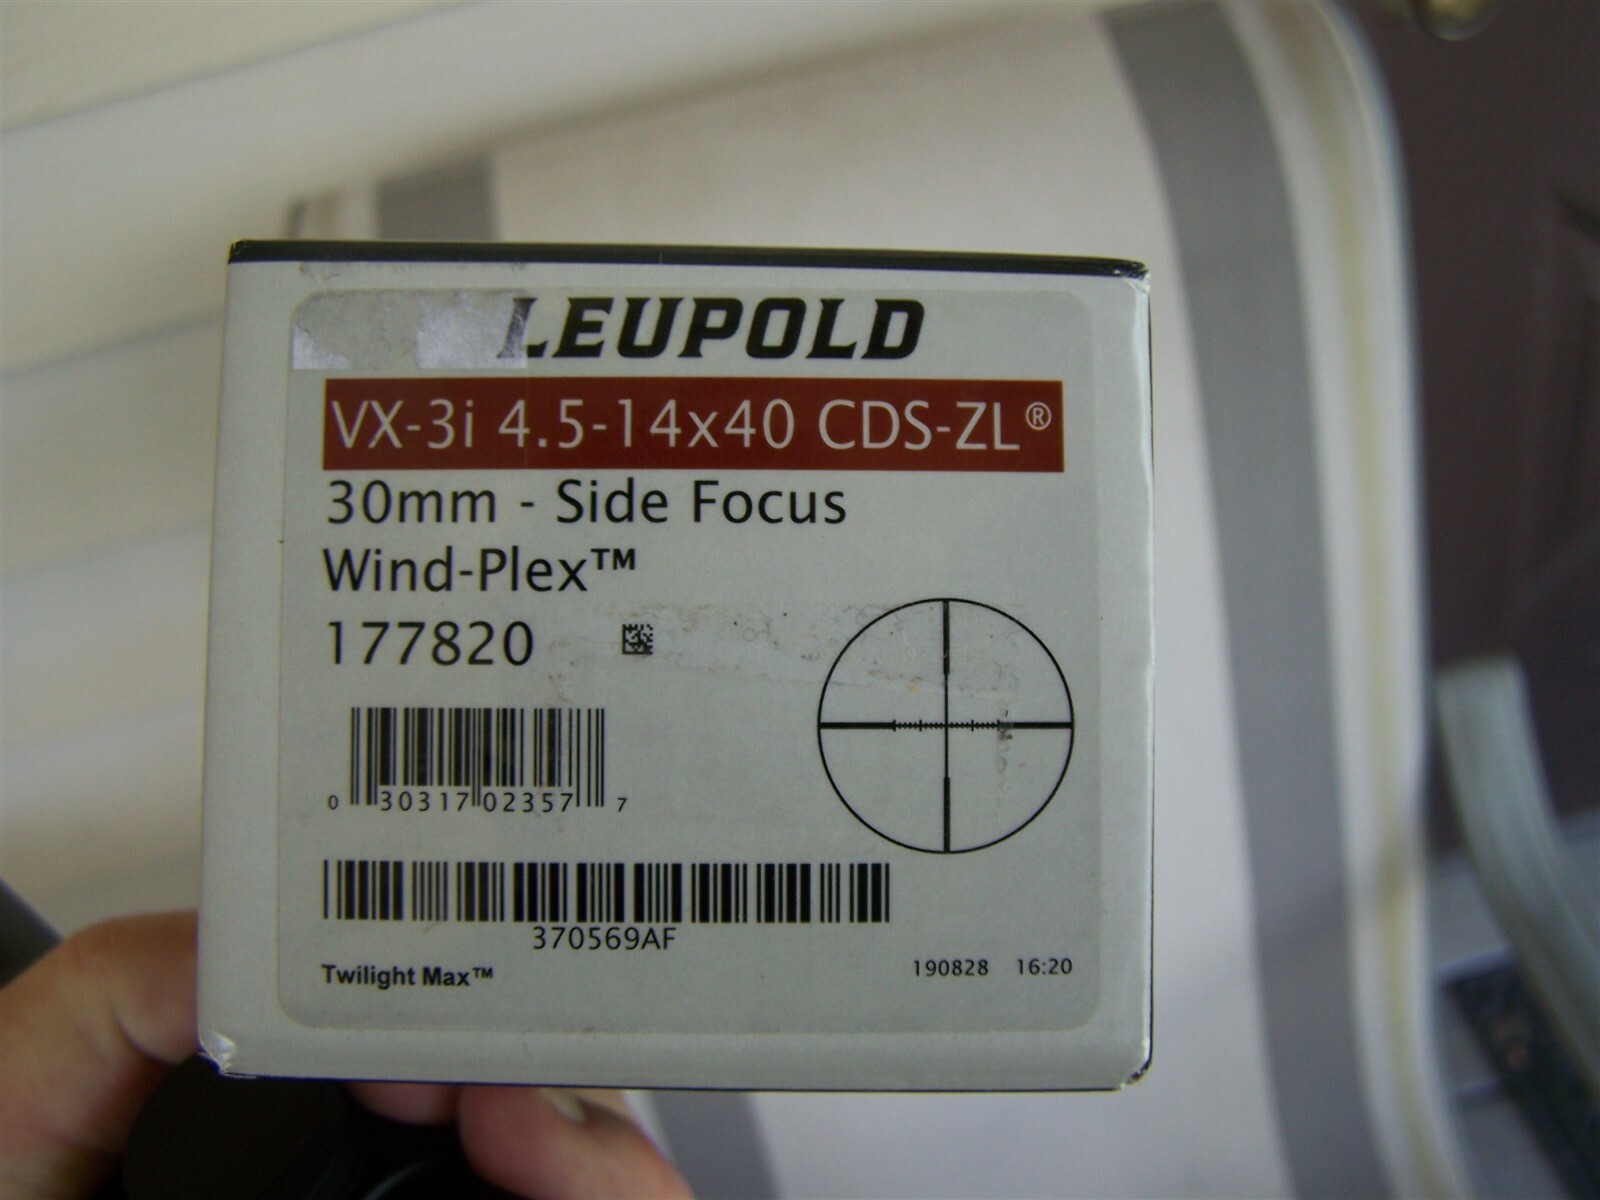 LEUPOLD
VX-3i 4.5-14x40 CDS-ZL®
30mm - Side Focus
Wind-Plex™
177820
0 30317 02357 7
370569AF
Twilight Max™
190828 16:20